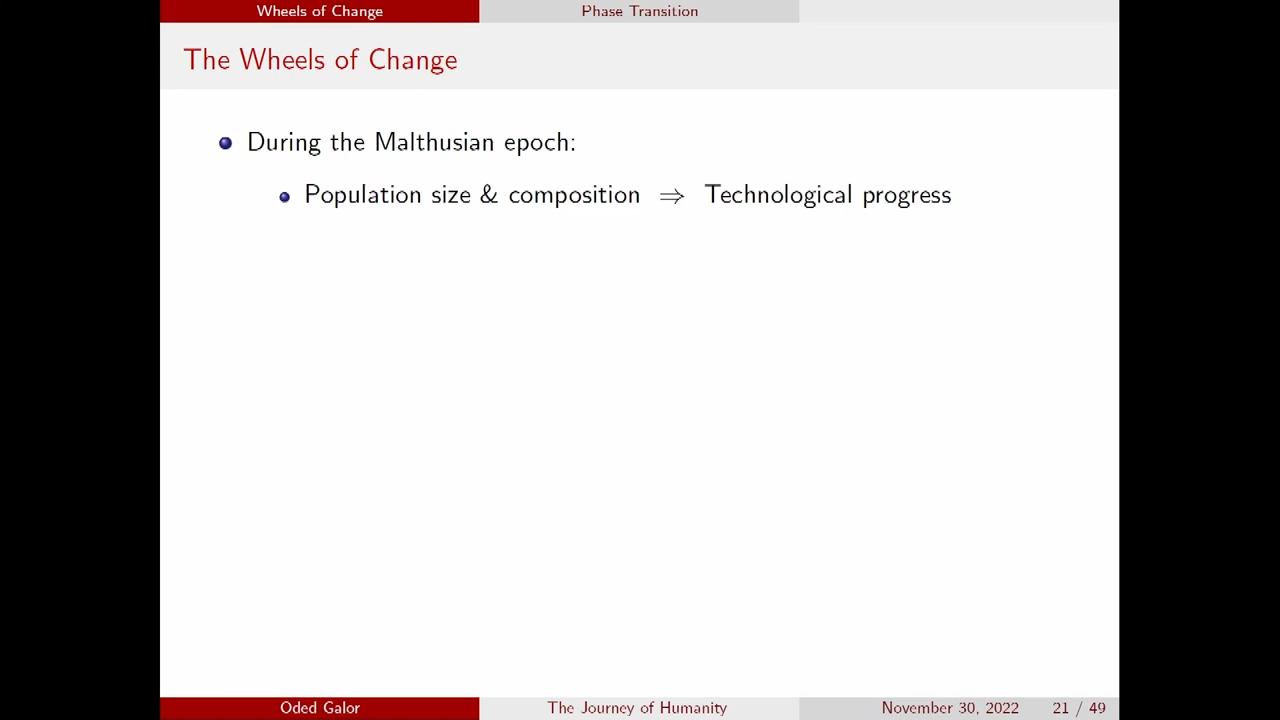 Wheels of Change Phase Transition
The Wheels of Change
During the Malthusian epoch:
Population size & composition ⇒ Technological progress
Oded Galor The Journey of Humanity November 30, 2022 21 / 49